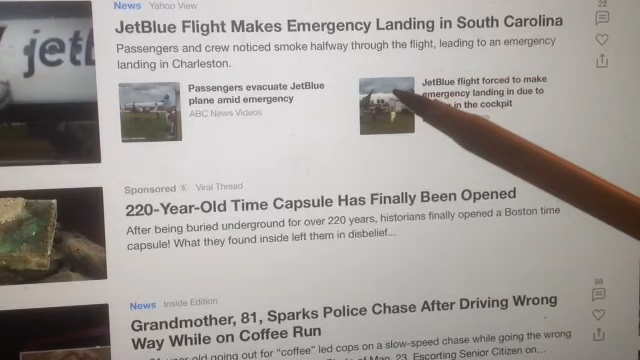 News Yahoo View
22
jetb
JetBlue Flight Makes Emergency Landing in South Carolina
Passengers and crew noticed smoke halfway through the flight, leading to an emergency
landing in Charleston.
Passengers evacuate JetBlue
plane amid emergency
ABC News Videos
JetBlue flight forced to make
emergency landing in due to
in the cockpit
Sponsored $ Viral Thread
220-Year-Old Time Capsule Has Finally Been Opened
After being buried underground for over 220 years, historians finally opened a Boston time
capsule! What they found inside left them in disbelief...
News Inside Edition
98
Grandmother, 81, Sparks Police Chase After Driving Wrong
Way While on Coffee Run
old going out for "coffee" led cops on a slow-speed chase while going the wrong
of Man. 23. Escorting Senior Citizen on...